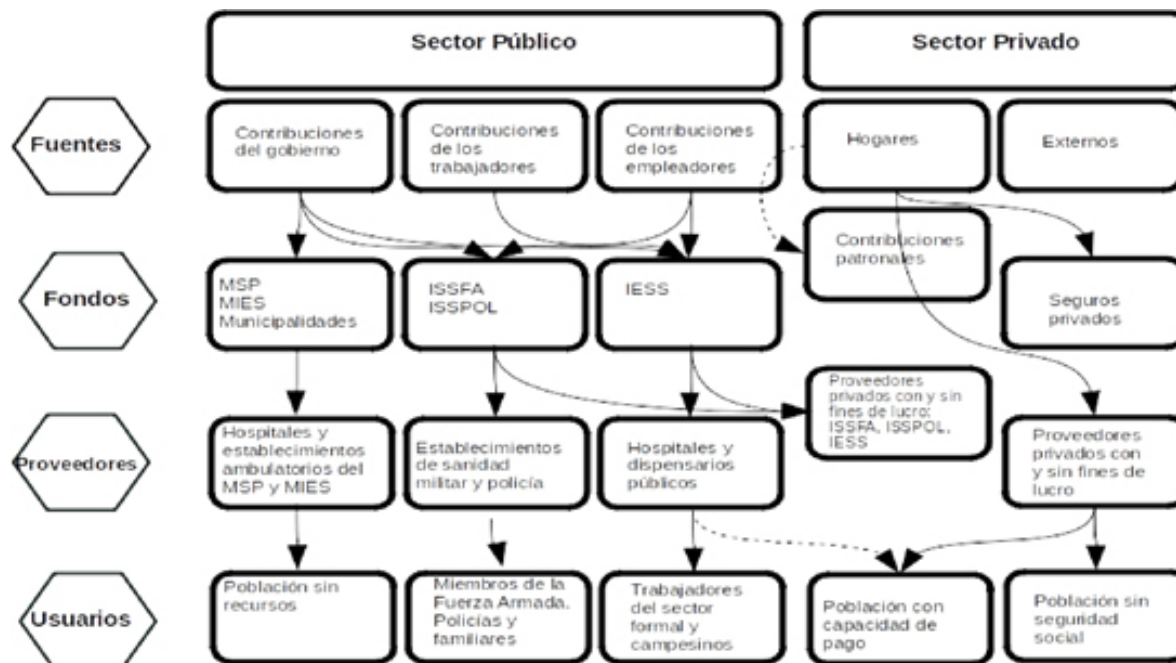 Sector Público
Sector Privado
Fuentes
Contribuciones
del gobierno
Contribuciones
de los
trabajadores
Contribuciones
de los
empleadores
Hogares
Externos
Contribuciones
patronales
Fondos
MSP
MIES
Municipalidades
ISSFA
ISSPOL
IESS
Seguros
privados
Proveedores
privados con y sin
fines de lucro:
ISSFA, ISSPOL,
IESS
Proveedores
Hospitales y
establecimientos
ambulatorios del
MSP y MIES
Establecimientos
de sanidad
militar y policía
Hospitales y
dispensarios
públicos
Proveedores
privados con
y sin fines de
lucro
Usuarios
Población sin
recursos
Miembros de la
Fuerza Armada.
Policías y
familiares
Trabajadores
del sector
formal y
campesinos
Población con
capacidad de
pago
Población sin
seguridad
social